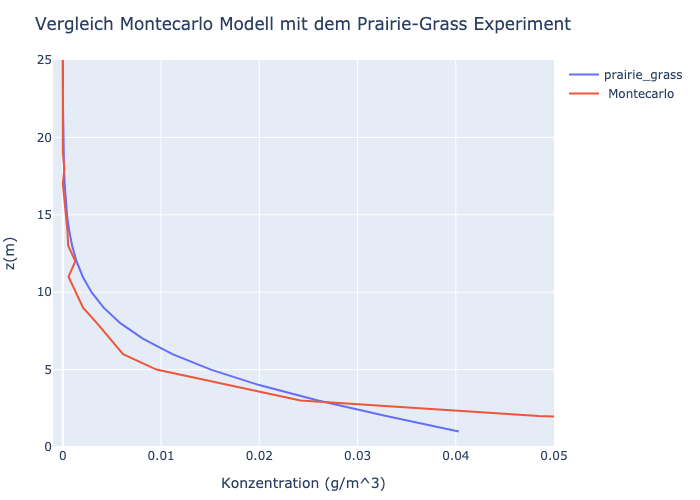 Vergleich Montecarlo Modell mit dem Prairie-Grass Experiment
prairie_grass
Montecarlo
z(m)
25
20
15
10
5
0
0
0.01
0.02
0.03
0.04
0.05
Konzentration (g/m^3)